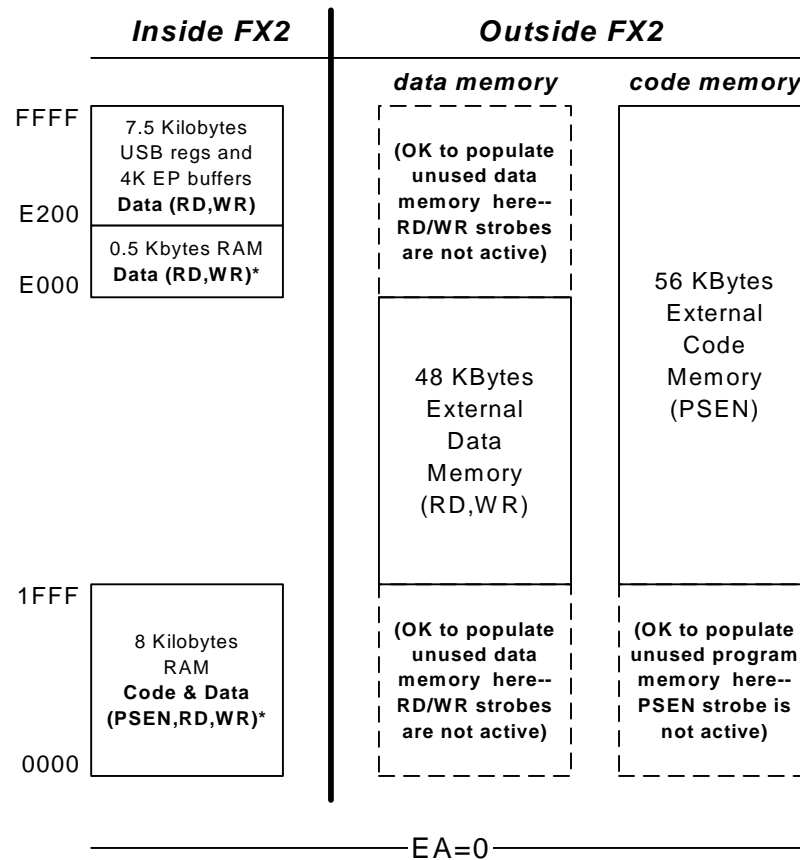 Inside FX2
Outside FX2
data memory
code memory
FFFF
7.5 Kilobytes
USB regs and
4K EP buffers
Data (RD,WR)
E200
0.5 Kbytes RAM
Data (RD,WR)*
E000
(OK to populate
unused data
memory here--
RD/WR strobes
are not active)
48 KBytes
External
Data
Memory
(RD,WR)
56 KBytes
External
Code
Memory
(PSEN)
1FFF
8 Kilobytes
RAM
Code & Data
(PSEN,RD,WR)*
0000
(OK to populate
unused data
memory here--
RD/WR strobes
are not active)
(OK to populate
unused program
memory here--
PSEN strobe is
not active)
EA=0